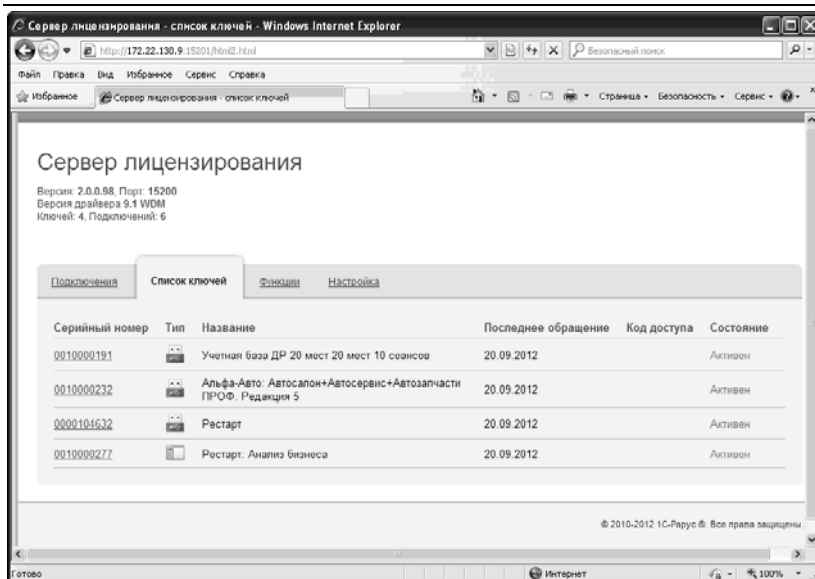 Сервер лицензирования - список ключей - Windows Internet Explorer
http://172.22.130.9:15201/html2.html
Безопасный поиск
Файл Правка Вид Избранное Сервис Справка
Избранное Сервер лицензирования - список ключей Страница Безопасность Сервис
Сервер лицензирования
Версия: 2.0.0.98, Порт: 15200
Версия драйвера 9.1 WDM
Ключей: 4, Подключений: 6
Подключения Список ключей Функции Настройка
Серийный номер Тип Название Последнее обращение Код доступа Состояние
0010000191 Учетная база ДР 20 мест 20 мест 10 сеансов 20.09.2012 Активен
0010000232 Альфа-Авто: Автосалон+Автосервис+Автозапчасти ПРОФ. Редакция 5 20.09.2012 Активен
0000104632 Рестарт 20.09.2012 Активен
0010000277 Рестарт: Анализ бизнеса 20.09.2012 Активен
© 2010-2012 1С-Рарус ®. Все права защищены.
Готово Интернет 100%